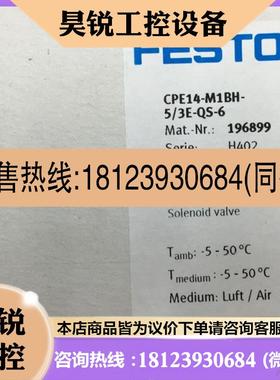 昊锐工控设备
FESTO
CPE14-M1BH-
5/3E-QS-6
Mat.-Nr.: 196899
Serie: H402
售热线:18123930684(同
Solenoid valve
Tamb: -5 - 50°C
Tmedium: -5 - 50°C
Medium: Luft / Air
锐
工控
本店商品皆为议价下单请咨询客服
咨询热线:18123930684 (微